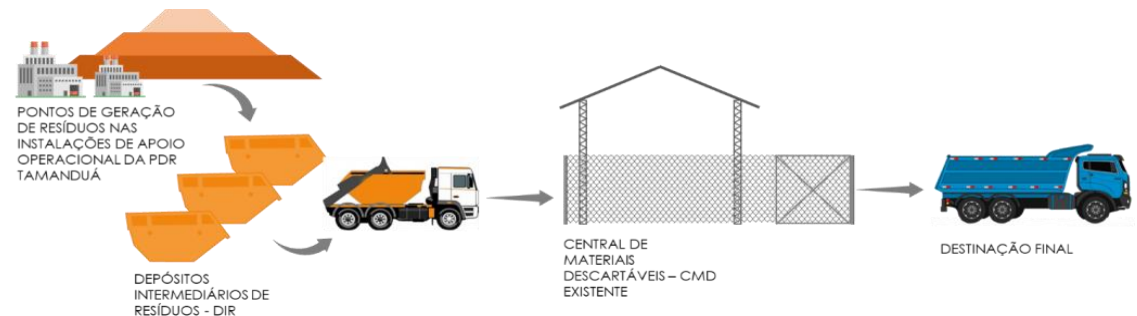 PONTOS DE GERAÇÃO
DE RESÍDUOS NAS
INSTALAÇÕES DE APOIO
OPERACIONAL DA PDR
TAMANDUÁ
DEPÓSITOS
INTERMEDIÁRIOS DE
RESÍDUOS - DIR
CENTRAL DE
MATERIAIS
DESCARTÁVEIS – CMD
EXISTENTE
DESTINAÇÃO FINAL